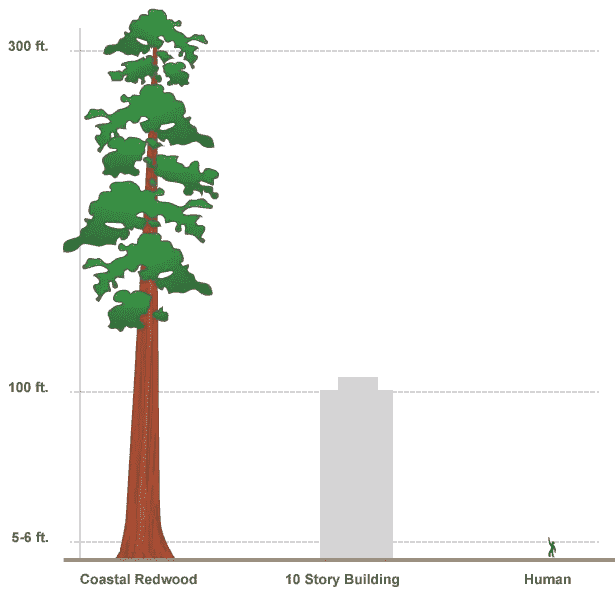 300 ft.
100 ft.
5-6 ft.
Coastal Redwood
10 Story Building
Human